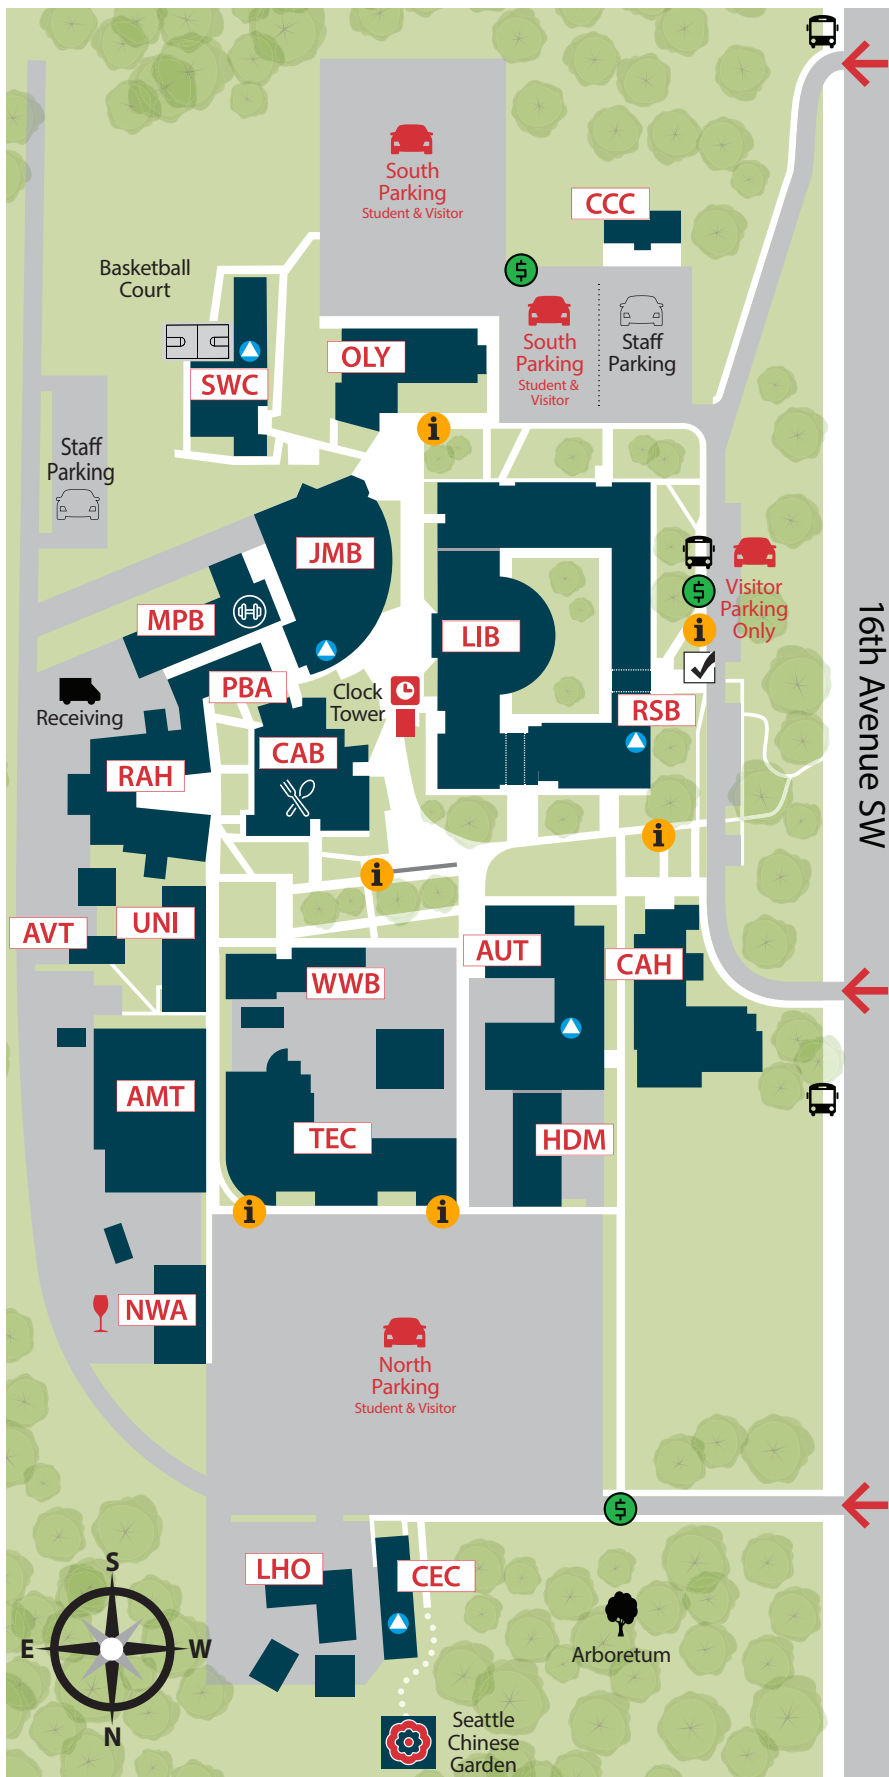 South
Parking
Student & Visitor
CCC
Basketball
Court
$
South
Parking
Student &
Visitor
Staff
Parking
OLY
SWC
i
Staff
Parking
JMB
MPB
LIB
$
i
Visitor
Parking
Only
16th Avenue SW
PBA
Clock
Tower
Receiving
RSB
CAB
RAH
i
i
UNI
AVT
AUT
CAH
WWB
AMT
TEC
HDM
i
i
NWA
North
Parking
Student & Visitor
$
LHO
CEC
S
E
W
N
Arboretum
Seattle
Chinese
Garden